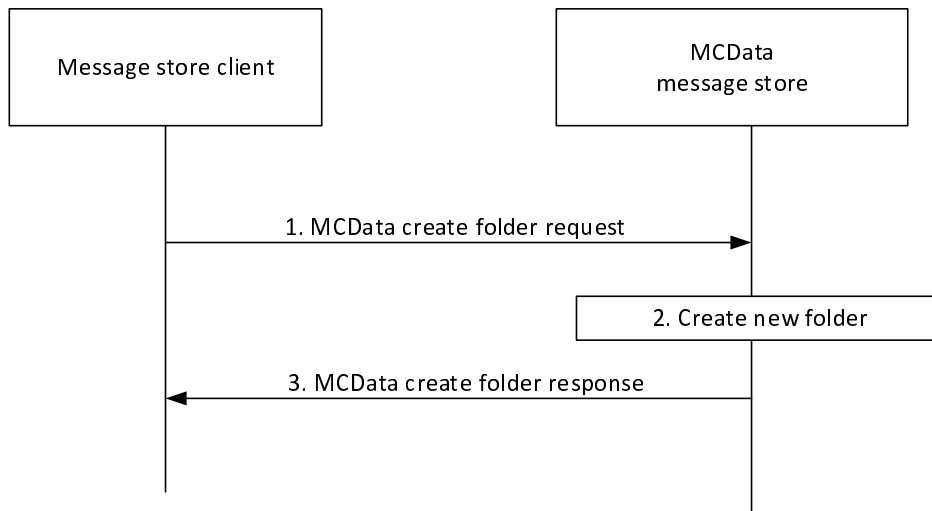 Message store client
MCData
message store
1. MCData create folder request
2. Create new folder
3. MCData create folder response